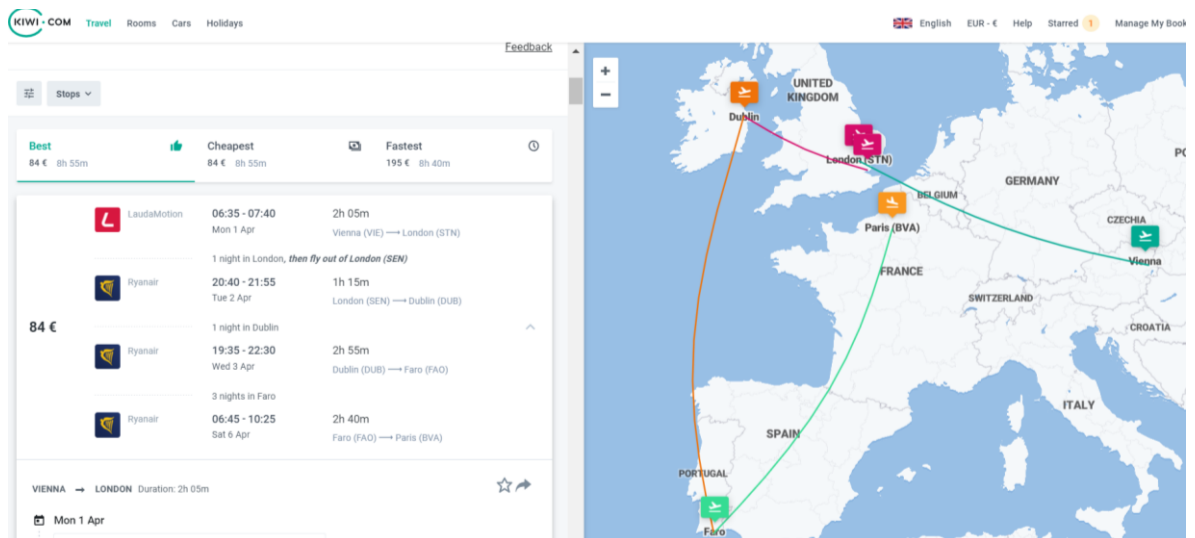 KIWI.COM Travel Rooms Cars Holidays English EUR - € Help Starred 1 Manage My Book
Feedback
Stops
Best
84 € 8h 55m
Cheapest
84 € 8h 55m
Fastest
195 € 8h 40m
LaudaMotion 06:35 - 07:40 2h 05m
Mon 1 Apr Vienna (VIE) → London (STN)
1 night in London, then fly out of London (SEN)
Ryanair 20:40 - 21:55 1h 15m
Tue 2 Apr London (SEN) → Dublin (DUB)
84 €
1 night in Dublin
Ryanair 19:35 - 22:30 2h 55m
Wed 3 Apr Dublin (DUB) → Faro (FAO)
3 nights in Faro
Ryanair 06:45 - 10:25 2h 40m
Sat 6 Apr Faro (FAO) → Paris (BVA)
VIENNA → LONDON Duration: 2h 05m
Mon 1 Apr
+
−
UNITED
KINGDOM
Dublin
London (STN)
PO
GERMANY
BELGIUM
Paris (BVA)
CZECHIA
Vienna
FRANCE
SWITZERLAND
CROATIA
ITALY
SPAIN
PORTUGAL
Faro